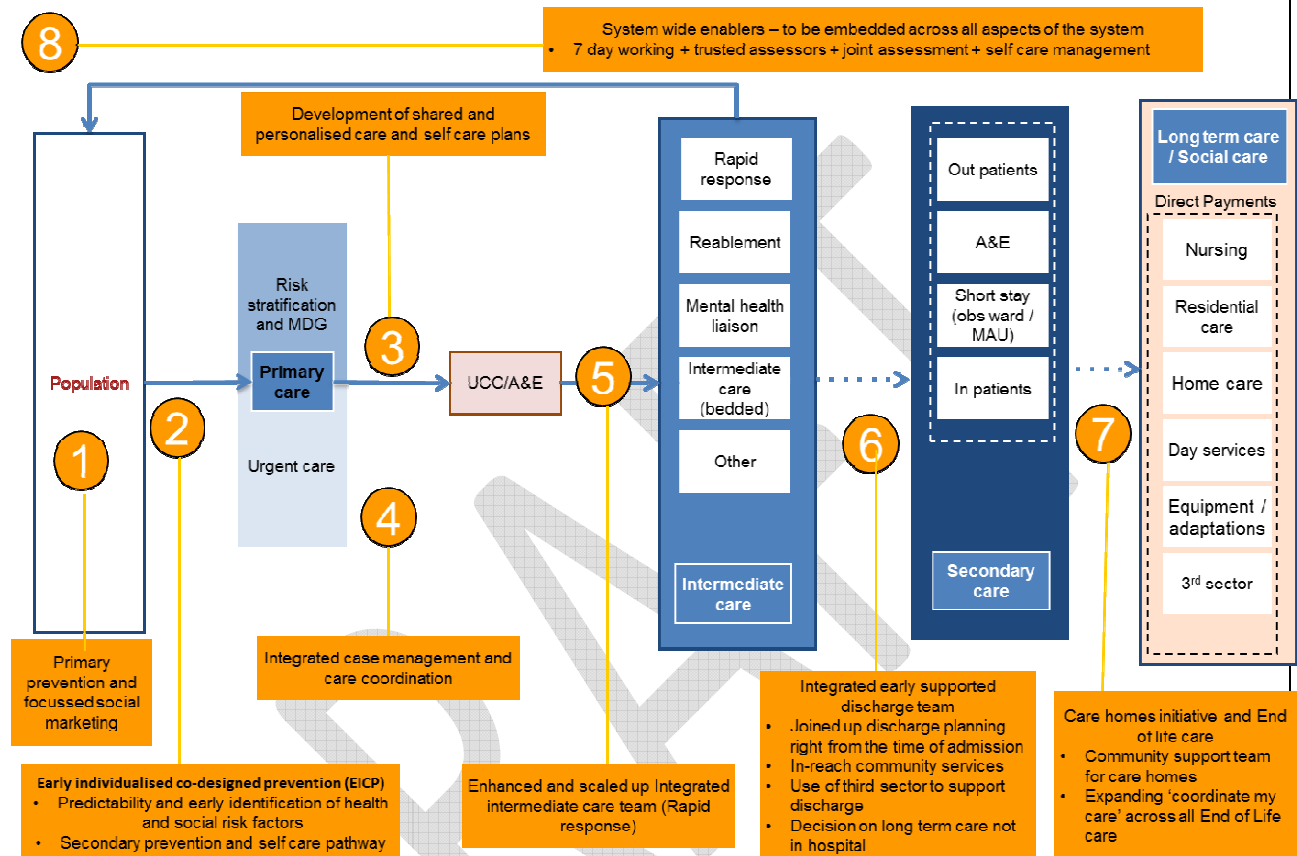 8
System wide enablers – to be embedded across all aspects of the system
• 7 day working + trusted assessors + joint assessment + self care management
Development of shared and
personalised care and self care plans
Population
1
Primary
prevention and
focussed social
marketing
2
Early individualised co-designed prevention (EICP)
• Predictability and early identification of health
and social risk factors
• Secondary prevention and self care pathway
Risk
stratification
and MDG
Primary
care
Urgent care
3
4
Integrated case management and
care coordination
UCC/A&E
5
Enhanced and scaled up Integrated
intermediate care team (Rapid
response)
Rapid
response
Reablement
Mental health
liaison
Intermediate
care
(bedded)
Other
Intermediate
care
6
Integrated early supported
discharge team
• Joined up discharge planning
right from the time of admission
• In-reach community services
• Use of third sector to support
discharge
• Decision on long term care not
in hospital
Out patients
A&E
Short stay
(obs ward /
MAU)
In patients
Secondary
care
7
Care homes initiative and End
of life care
• Community support team
for care homes
• Expanding ‘coordinate my
care’ across all End of Life
care
Long term care
/ Social care
Direct Payments
Nursing
Residential
care
Home care
Day services
Equipment /
adaptations
3rd sector
DRAFT